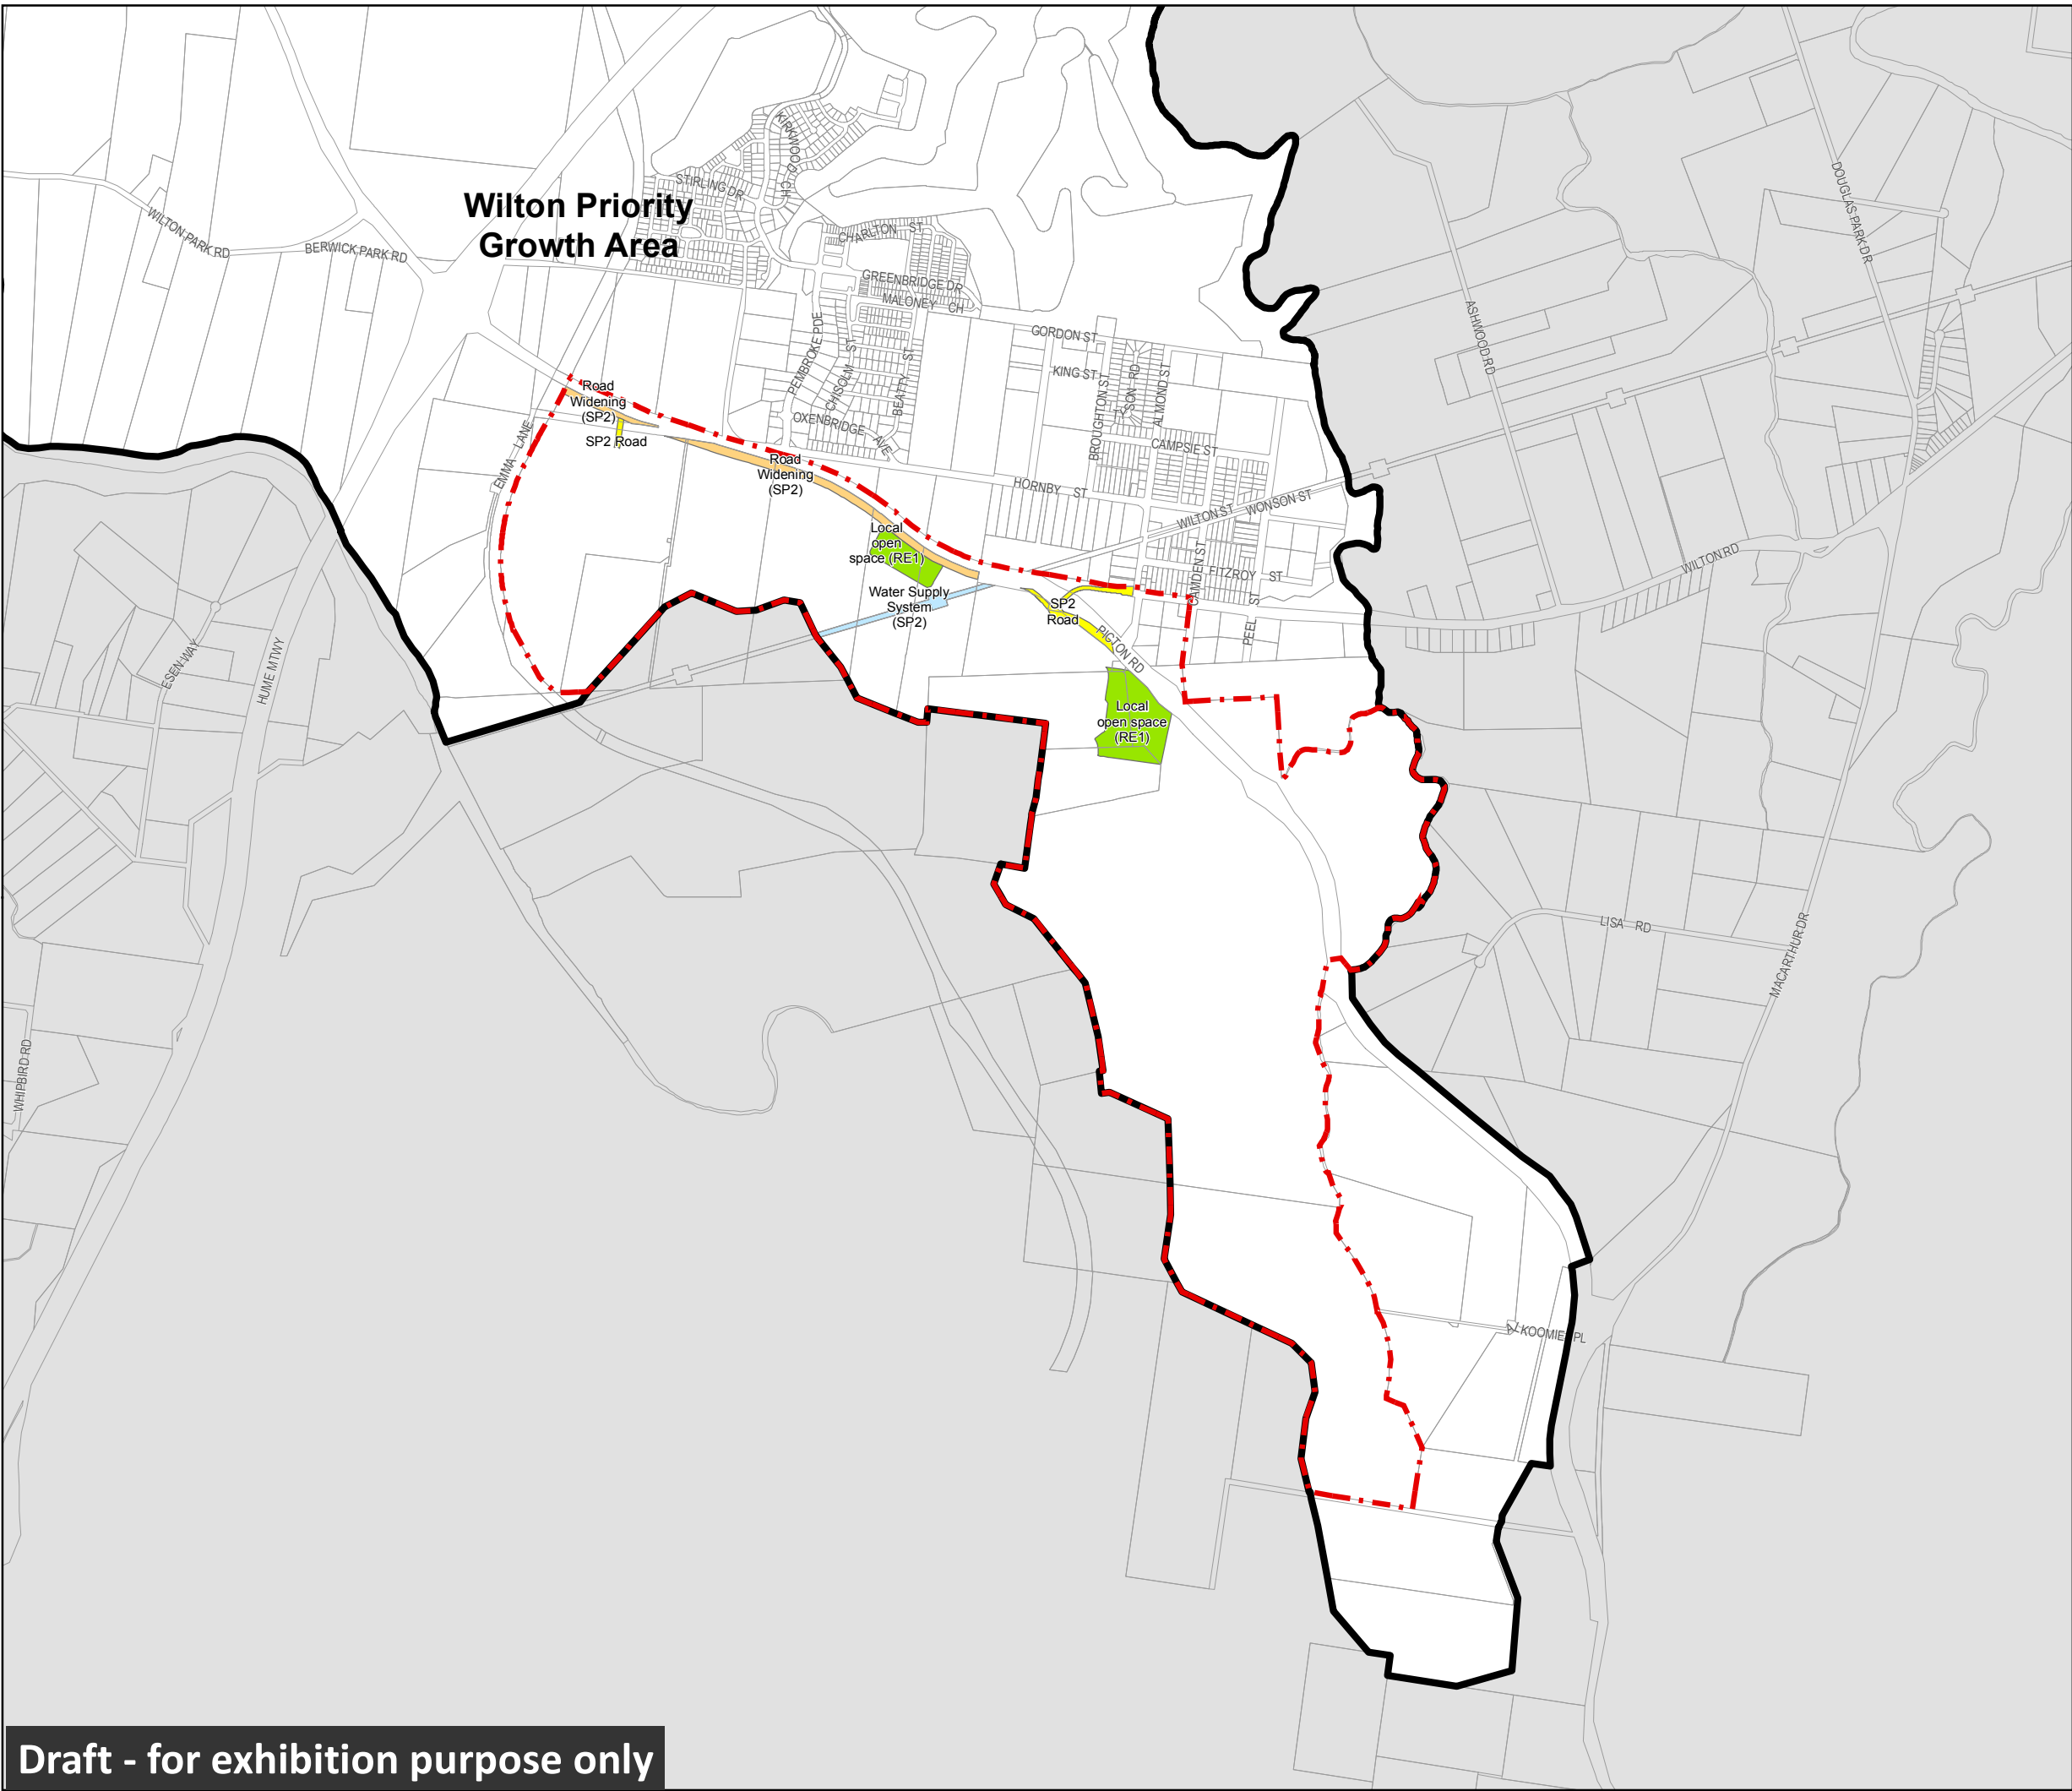 KIRKWOOD CH
STIRLING DR
Wilton Priority
Growth Area
WILTON PARK RD
BERWICK PARK RD
CHARLTON ST
GREENBRIDGE DR
MALONEY CH
DOUGLAS PARK DR
ASHWOOD RD
GORDON ST
KING ST
PEMBROKE PDE
CHISOLM ST
BEATTY ST
BROUGHTON ST
TYSON RD
ALMOND ST
Road
Widening
(SP2)
SP2 Road
OXENBRIDGE AVE
EMMA LANE
CAMPSIE ST
Road
Widening
(SP2)
HORNBY ST
WILTON ST
WONSON ST
Local
open
space (RE1)
CAMDEN ST
FITZROY ST
WILTON RD
Water Supply
System
(SP2)
SP2
Road
PEEL ST
PICTON RD
ESEN WAY
HUME MTWY
Local
open space
(RE1)
LISA RD
MACARTHUR DR
WHIPBIRD RD
ALKOOMIE PL
Draft - for exhibition purpose only